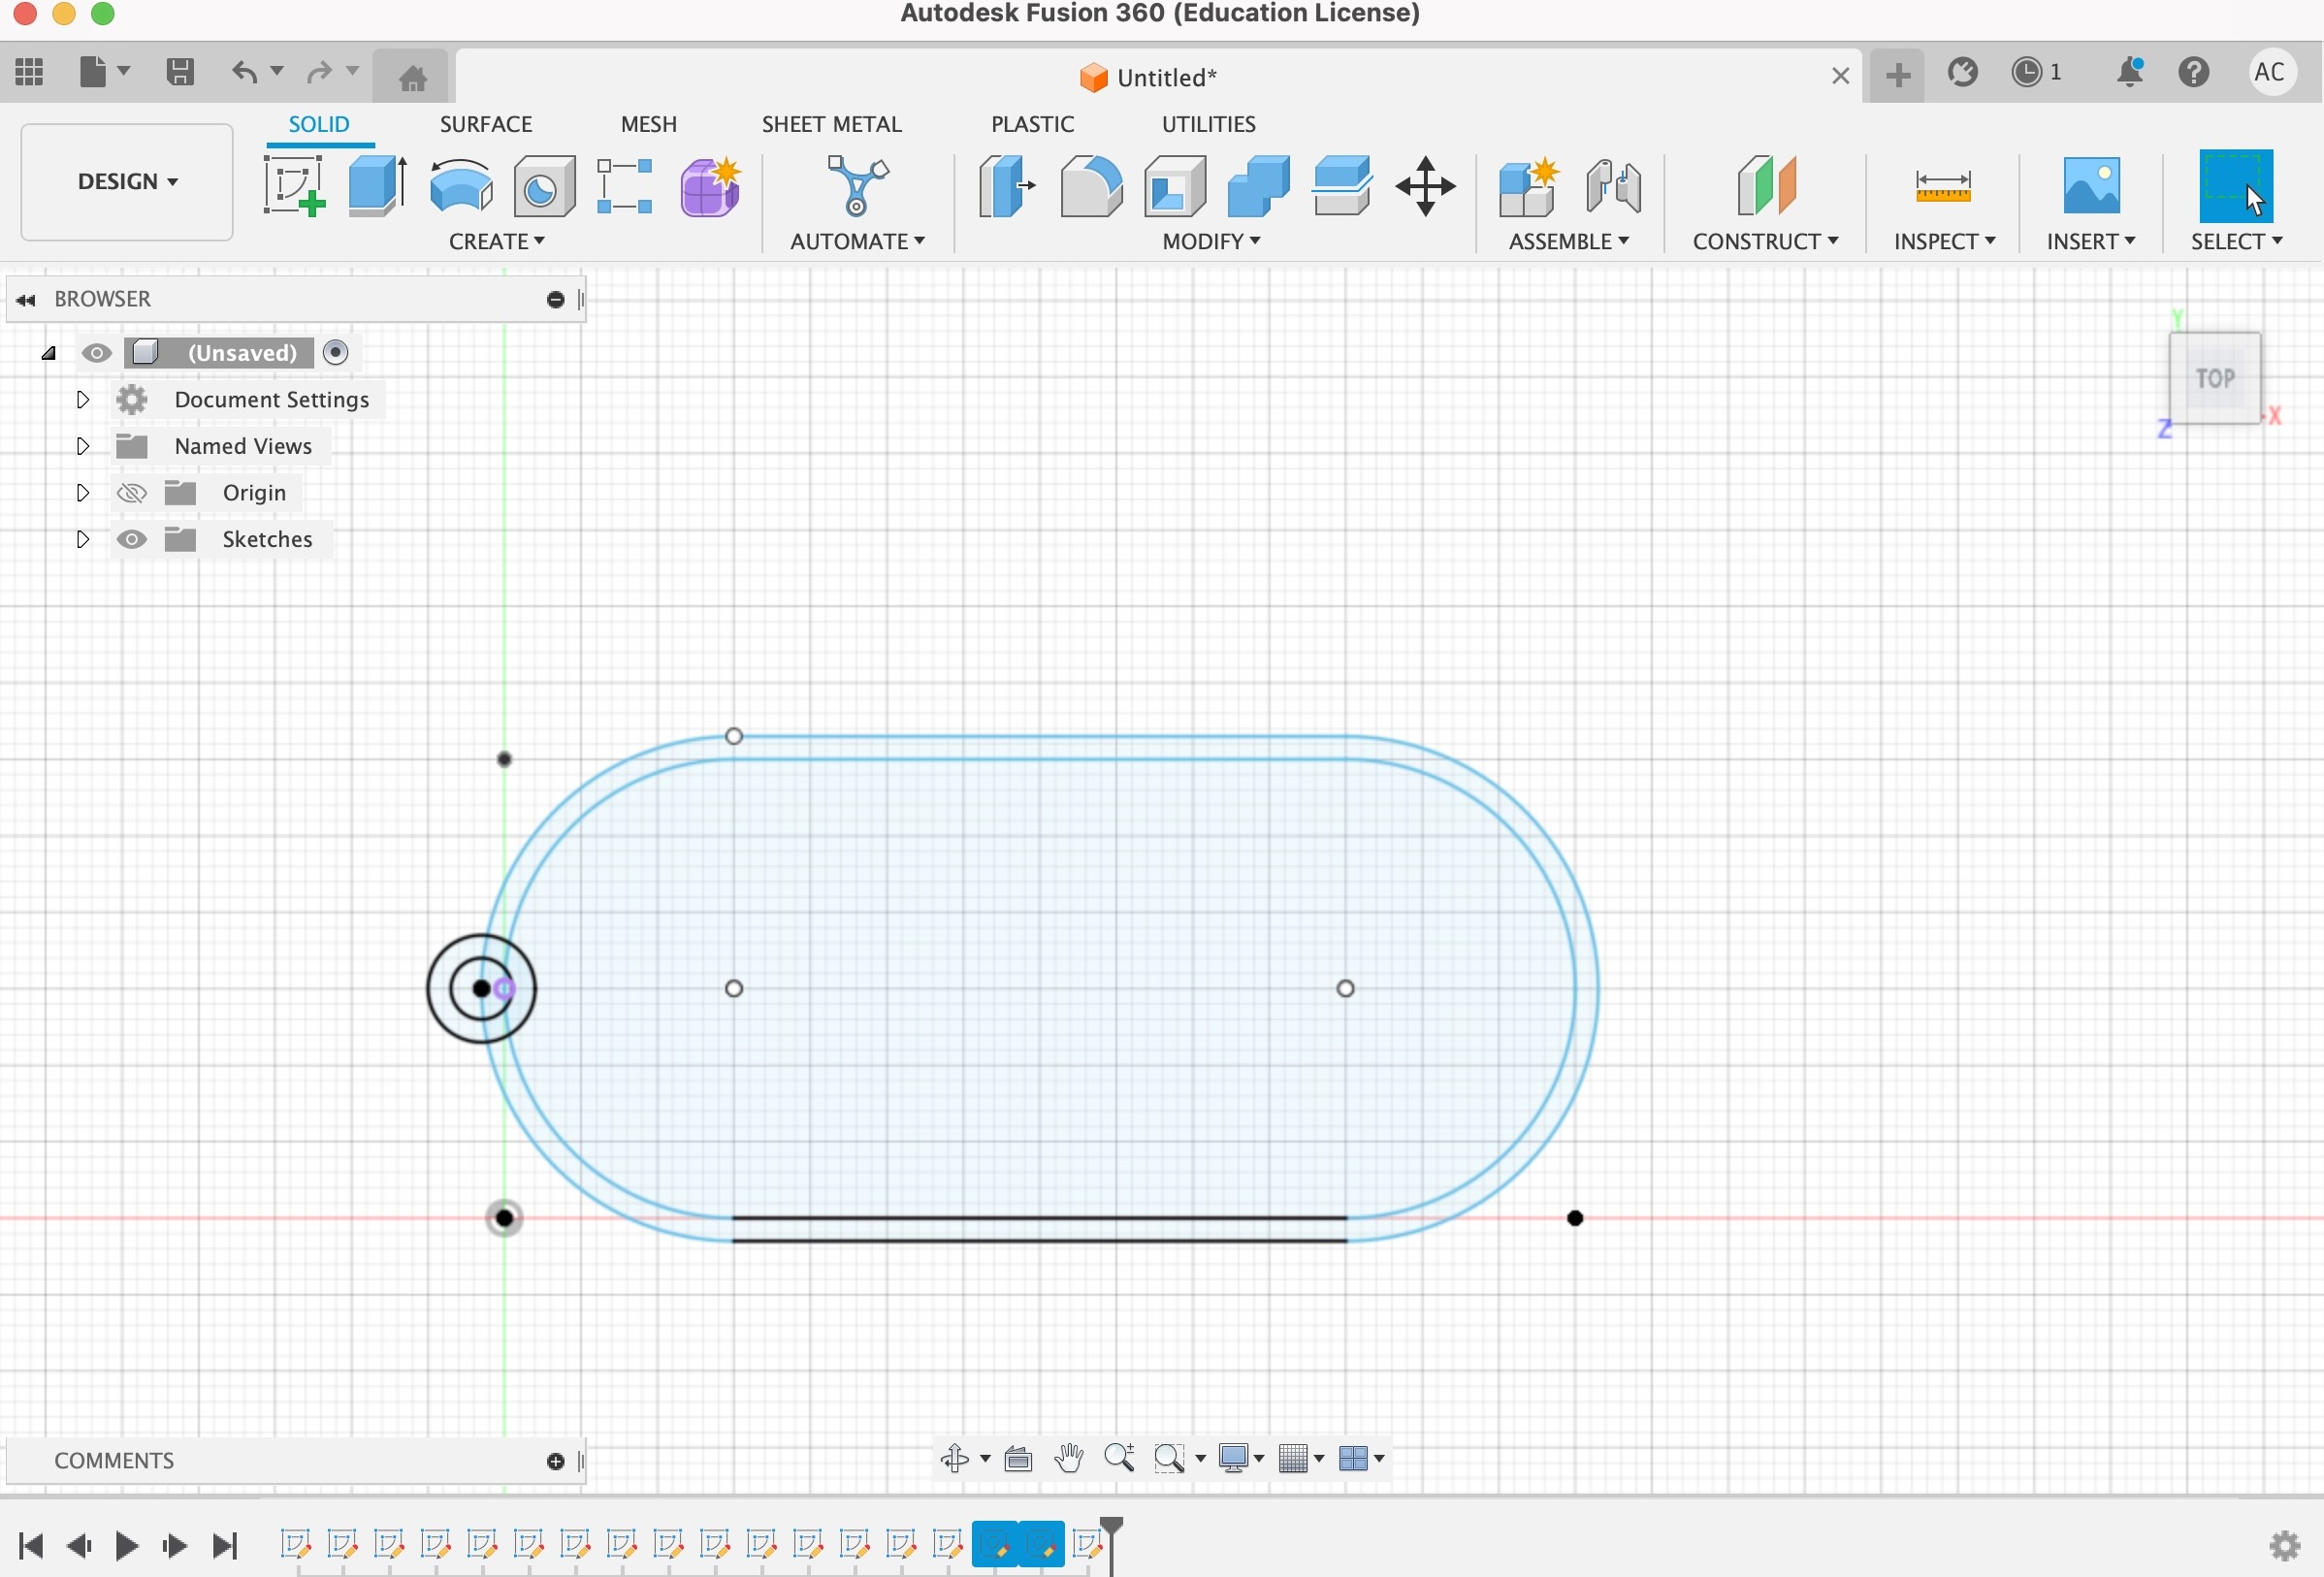 Autodesk Fusion 360 (Education License)
Untitled*
1
AC
DESIGN
SOLID
SURFACE
MESH
SHEET METAL
PLASTIC
UTILITIES
CREATE
AUTOMATE
MODIFY
ASSEMBLE
CONSTRUCT
INSPECT
INSERT
SELECT
BROWSER
(Unsaved)
Document Settings
Named Views
Origin
Sketches
Y
TOP
X
Z
COMMENTS